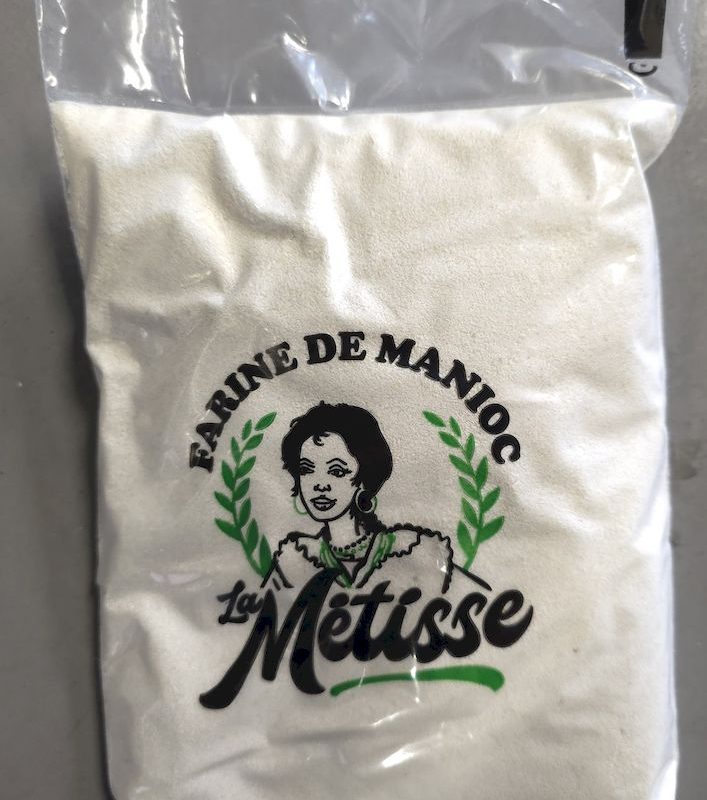 FARINE DE MANIOC
La Métisse